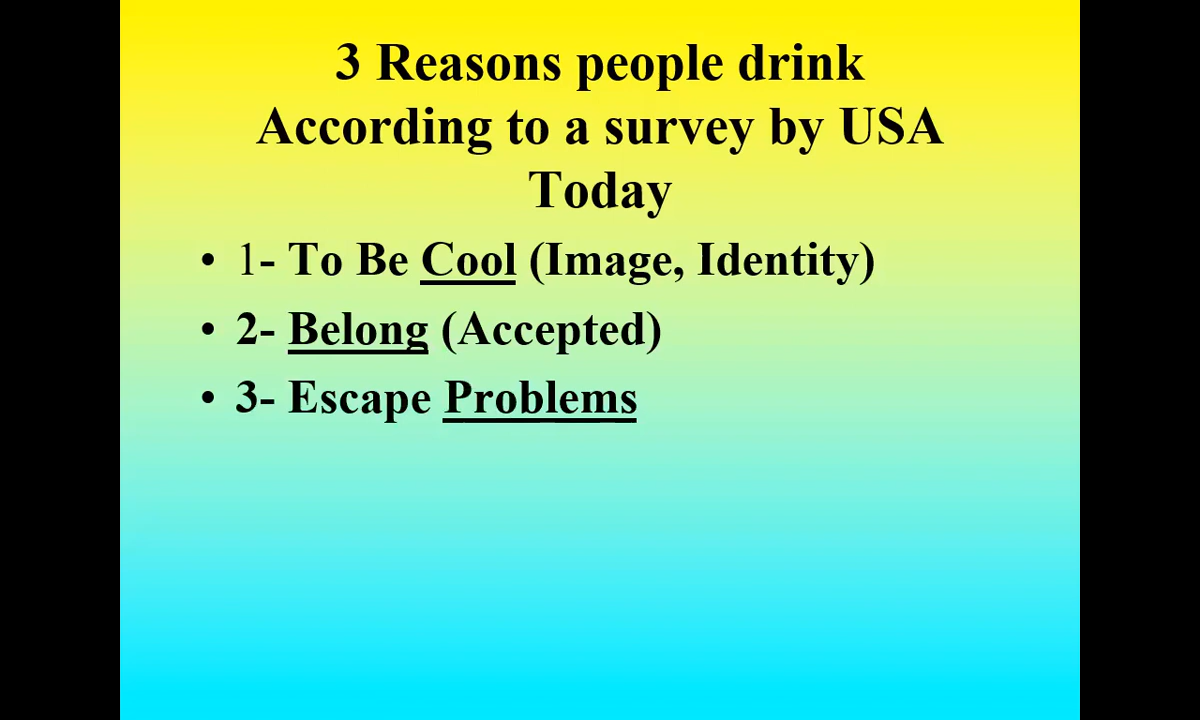 3 Reasons people drink
According to a survey by USA
Today
• 1- To Be Cool (Image, Identity)
• 2- Belong (Accepted)
• 3- Escape Problems